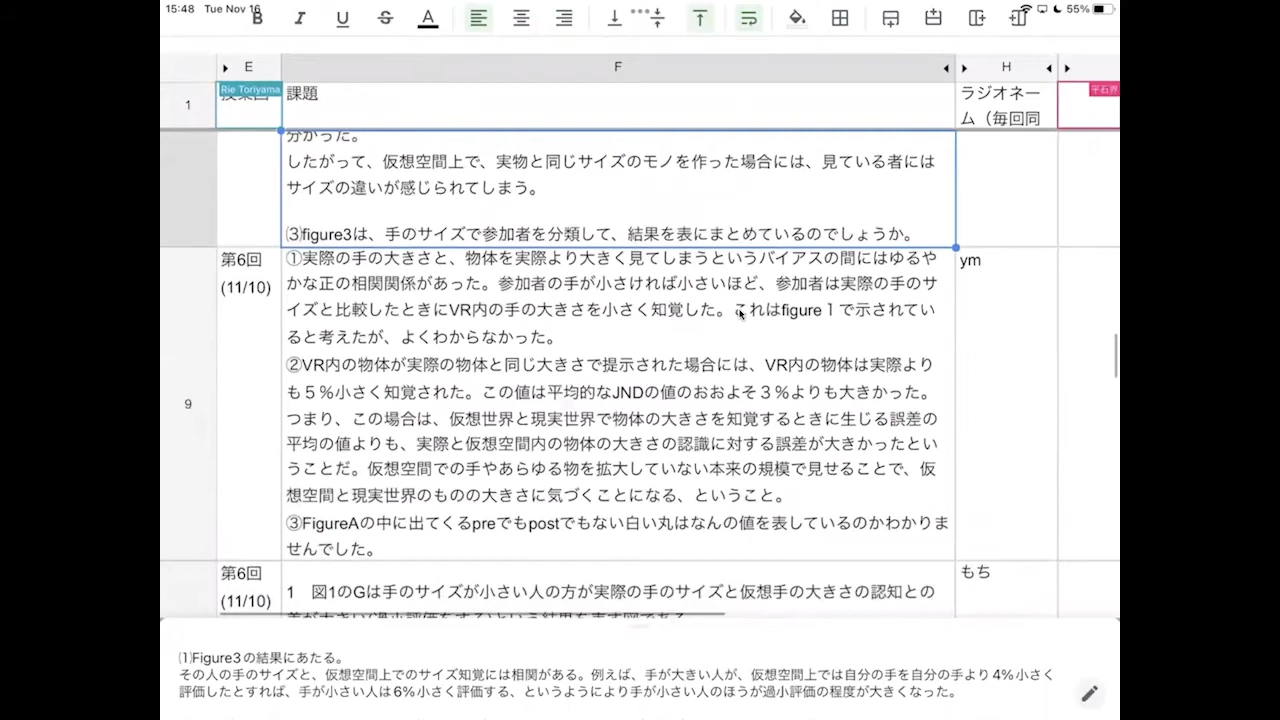 15:48 Tue Nov 16
55%
B I U S A
E F H
Rie Toriyama
1 課題 ラジオネー
ム（毎回同
平石界
分かった。
したがって、仮想空間上で、実物と同じサイズのモノを作った場合には、見ている者には
サイズの違いが感じられてしまう。
⑶figure3は、手のサイズで参加者を分類して、結果を表にまとめているのでしょうか。
第6回
(11/10)
①実際の手の大きさと、物体を実際より大きく見てしまうというバイアスの間にはゆるや
かな正の相関関係があった。参加者の手が小さければ小さいほど、参加者は実際の手のサ
イズと比較したときにVR内の手の大きさを小さく知覚した。これはfigure１で示されてい
ると考えたが、よくわからなかった。
②VR内の物体が実際の物体と同じ大きさで提示された場合には、VR内の物体は実際より
も５％小さく知覚された。この値は平均的なJNDの値のおおよそ３％よりも大きかった。
つまり、この場合は、仮想世界と現実世界で物体の大きさを知覚するときに生じる誤差の
平均の値よりも、実際と仮想空間内の物体の大きさの認識に対する誤差が大きかったとい
うことだ。仮想空間での手やあらゆる物を拡大していない本来の規模で見せることで、仮
想空間と現実世界のものの大きさに気づくことになる、ということ。
③FigureAの中に出てくるpreでもpostでもない白い丸はなんの値を表しているのかわかりま
せんでした。
ym
9
第6回
(11/10)
1　図1のGは手のサイズが小さい人の方が実際の手のサイズと仮想手の大きさの認知との
差が大きい(過小評価をする)という結果を表す図である
もち
⑴Figure3の結果にあたる。
その人の手のサイズと、仮想空間上でのサイズ知覚には相関がある。例えば、手が大きい人が、仮想空間上では自分の手を自分の手より4%小さく
評価したとすれば、手が小さい人は6%小さく評価する、というようにより手が小さい人のほうが過小評価の程度が大きくなった。